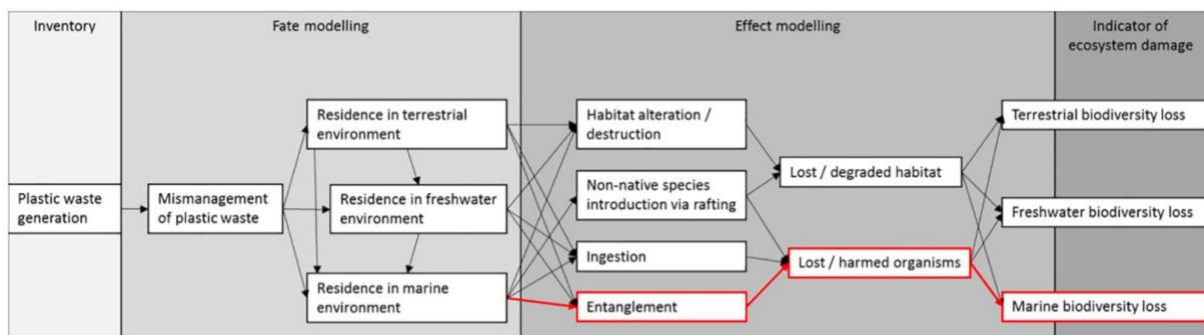 Inventory
Fate modelling
Effect modelling
Indicator of
ecosystem damage
Plastic waste
generation
Mismanagement
of plastic waste
Residence in terrestrial
environment
Residence in freshwater
environment
Residence in marine
environment
Habitat alteration /
destruction
Non-native species
introduction via rafting
Ingestion
Entanglement
Lost / degraded habitat
Lost / harmed organisms
Terrestrial biodiversity loss
Freshwater biodiversity loss
Marine biodiversity loss